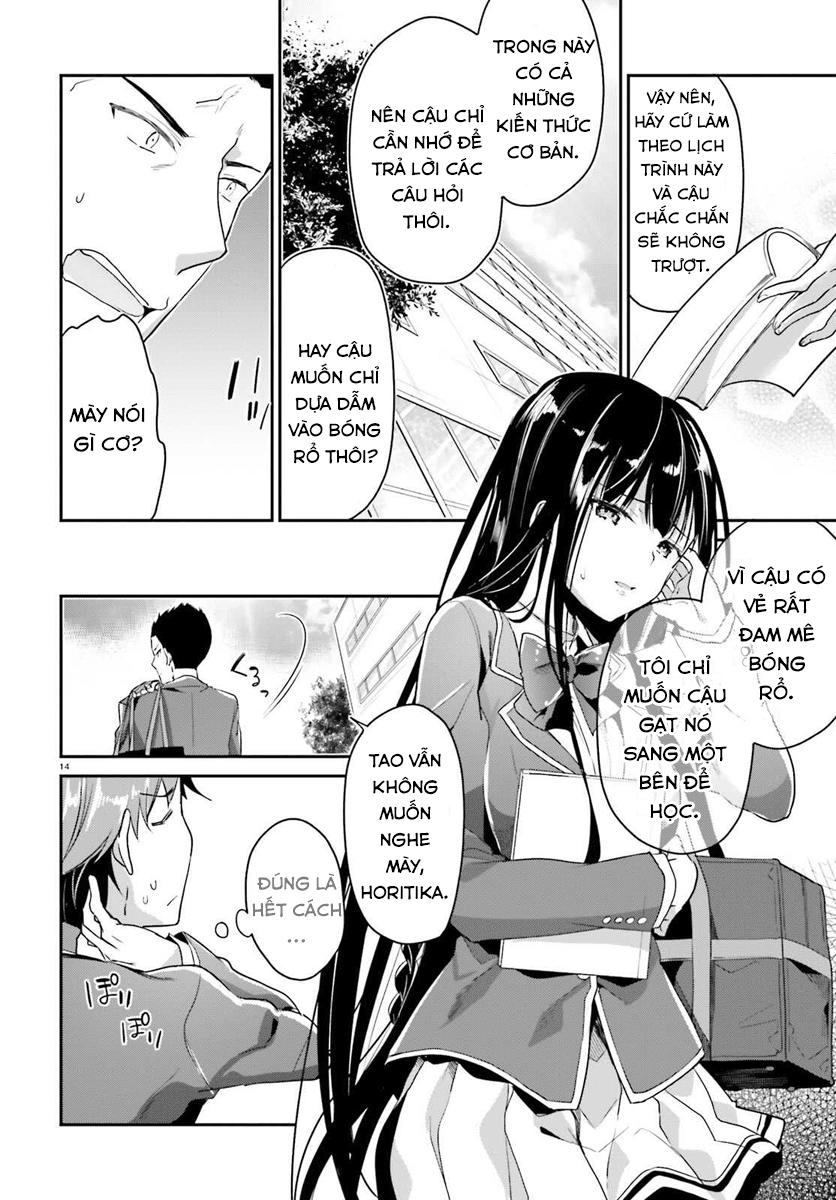 VẬY NÊN,
HÃY CỨ LÀM
THEO LỊCH
TRÌNH NÀY
VÀ CẬU
CHẮC CHẮN
SẼ KHÔNG
TRƯỢT.
TRONG NÀY
CÓ CẢ
NHỮNG
KIẾN THỨC
CƠ BẢN.
NÊN CẬU CHỈ
CẦN NHỚ ĐỂ
TRẢ LỜI CÁC
CÂU HỎI
THÔI.
HAY CẬU
MUỐN CHỈ
DỰA DẪM
VÀO BÓNG
RỔ THÔI?
MÀY NÓI
GÌ CƠ?
VÌ CẬU CÓ
VẺ RẤT
ĐAM MÊ
BÓNG
RỔ.
TÔI CHỈ
MUỐN CẬU
GẠT NÓ
SANG MỘT
BÊN ĐỂ
HỌC.
TAO VẪN
KHÔNG
MUỐN
NGHE
MÀY,
HORITIKA.
くるっ
14
ĐÚNG LÀ
HẾT CÁCH
...
ぽり
ぽり